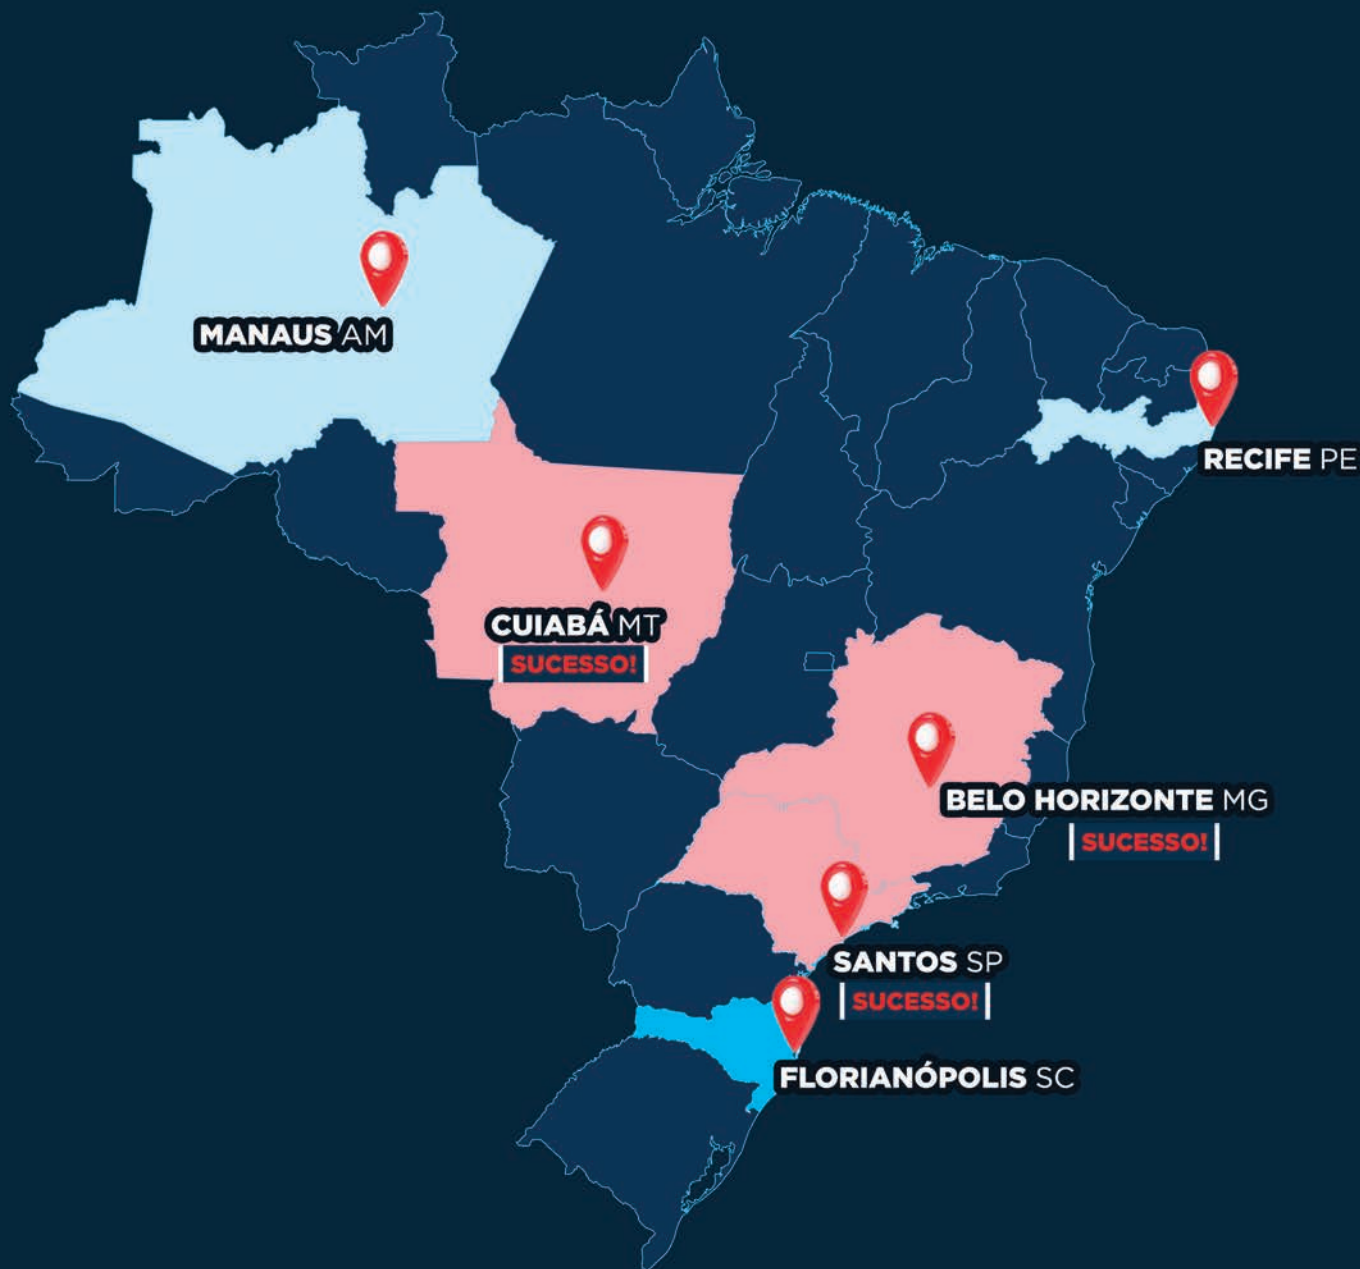 MANAUS AM
RECIFE PE
CUIABÁ MT
SUCESSO!
BELO HORIZONTE MG
SUCESSO!
SANTOS SP
SUCESSO!
FLORIANÓPOLIS SC